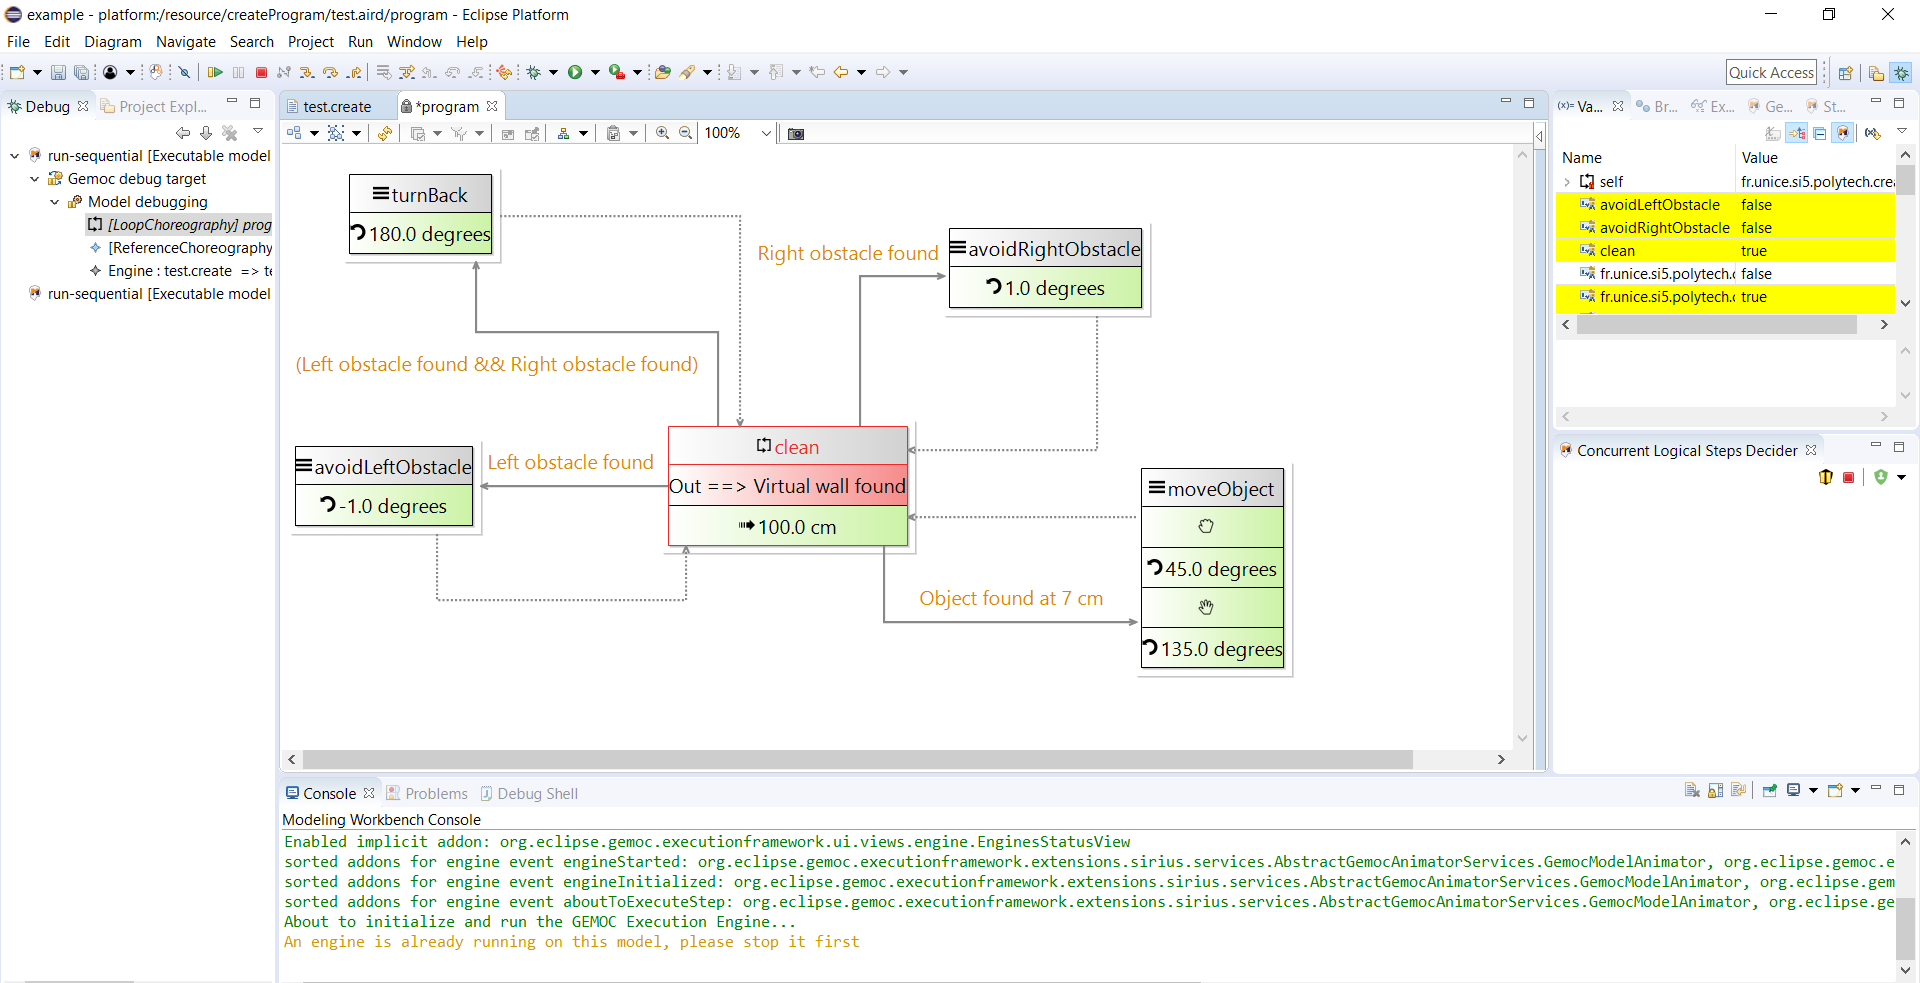 example - platform:/resource/createProgram/test.aird/program - Eclipse Platform
File Edit Diagram Navigate Search Project Run Window Help
Quick Access
Debug Project Expl...
run-sequential [Executable model
Gemoc debug target
Model debugging
[LoopChoreography] prog
[ReferenceChoreography
Engine : test.create => te
run-sequential [Executable model
test.create *program
100%
turnBack
180.0 degrees
Right obstacle found
avoidRightObstacle
1.0 degrees
(Left obstacle found && Right obstacle found)
avoidLeftObstacle
-1.0 degrees
Left obstacle found
clean
Out ==> Virtual wall found
100.0 cm
moveObject
45.0 degrees
135.0 degrees
Object found at 7 cm
(x)= Va... Br... Ex... Ge... St...
Name Value
self fr.unice.si5.polytech.crea
avoidLeftObstacle false
avoidRightObstacle false
clean true
fr.unice.si5.polytech.c false
fr.unice.si5.polytech.c true
Concurrent Logical Steps Decider
Console Problems Debug Shell
Modeling Workbench Console
Enabled implicit addon: org.eclipse.gemoc.executionframework.ui.views.engine.EnginesStatusView
sorted addons for engine event engineStarted: org.eclipse.gemoc.executionframework.extensions.sirius.services.AbstractGemocAnimatorServices.GemocModelAnimator, org.eclipse.gemoc.e
sorted addons for engine event engineInitialized: org.eclipse.gemoc.executionframework.extensions.sirius.services.AbstractGemocAnimatorServices.GemocModelAnimator, org.eclipse.gem
sorted addons for engine event aboutToExecuteStep: org.eclipse.gemoc.executionframework.extensions.sirius.services.AbstractGemocAnimatorServices.GemocModelAnimator, org.eclipse.ge
About to initialize and run the GEMOC Execution Engine...
An engine is already running on this model, please stop it first